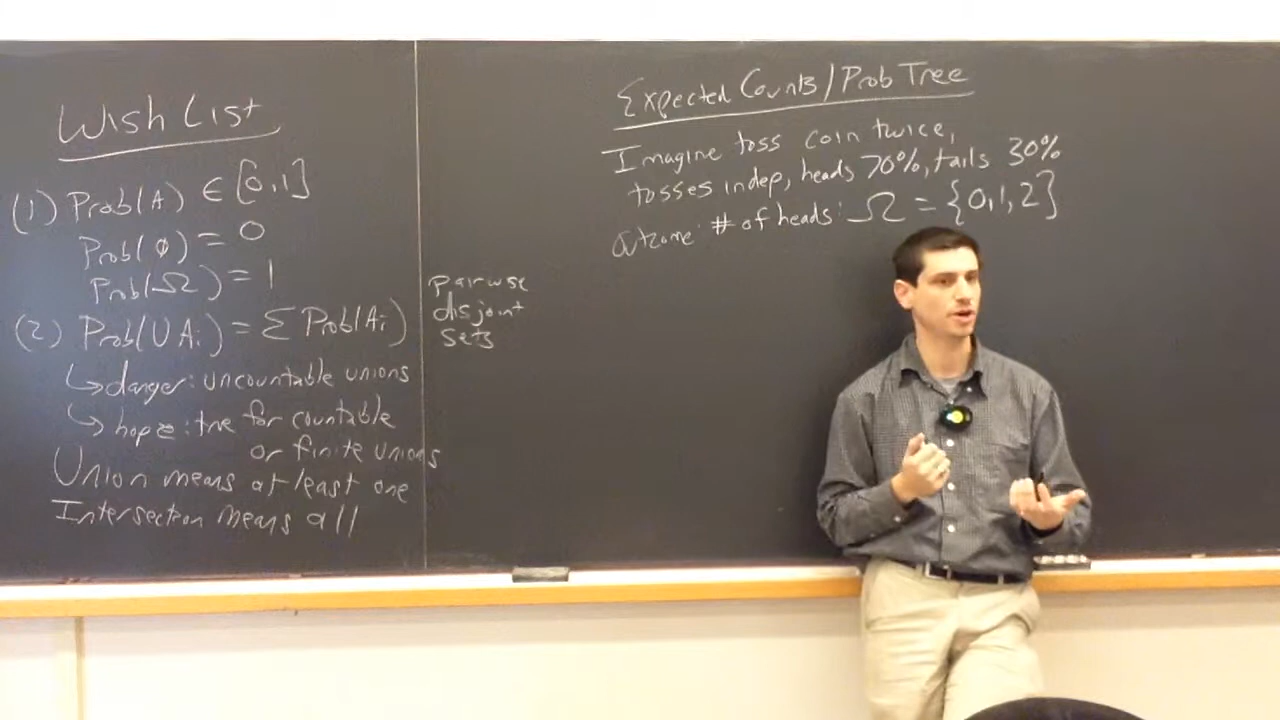 Wish List
(1) Prob(A) ∈ [0,1]
Prob(∅) = 0
Prob(Ω) = 1
(2) Prob(∪Ai) = Σ Prob(Ai)
pairwise
disjoint
sets
↳ danger: uncountable unions
↳ hope: true for countable
or finite unions
Union means at least one
Intersection means all
Expected Counts/Prob Tree
Imagine toss coin twice,
tosses indep, heads 70%, tails 30%
outcome: # of heads: Ω = {0,1,2}